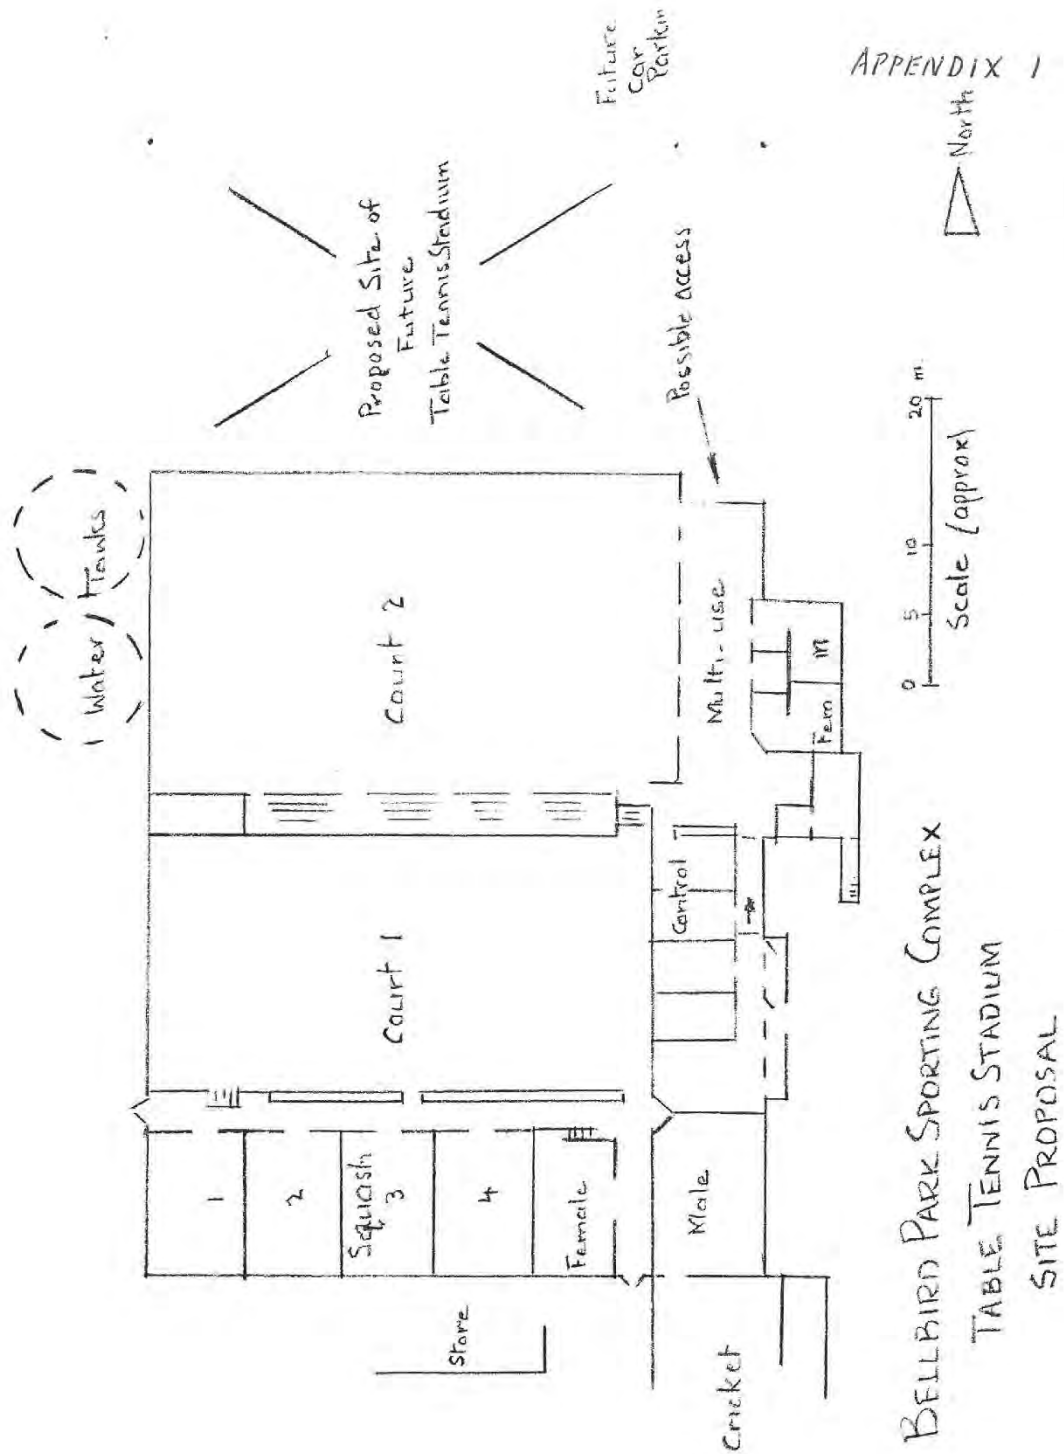 APPENDIX 1
North
Future
Car
Parkin
Proposed Site of
Future
Table Tennis Stadium
Possible access
Water Tanks
Court 2
Multi-use
Fem
M
Court 1
Control
Squash
1
2
3
4
Female
Male
Store
Cricket
0 5 10 20 m.
Scale (approx)
BELLBIRD PARK SPORTING COMPLEX
TABLE TENNIS STADIUM
SITE PROPOSAL